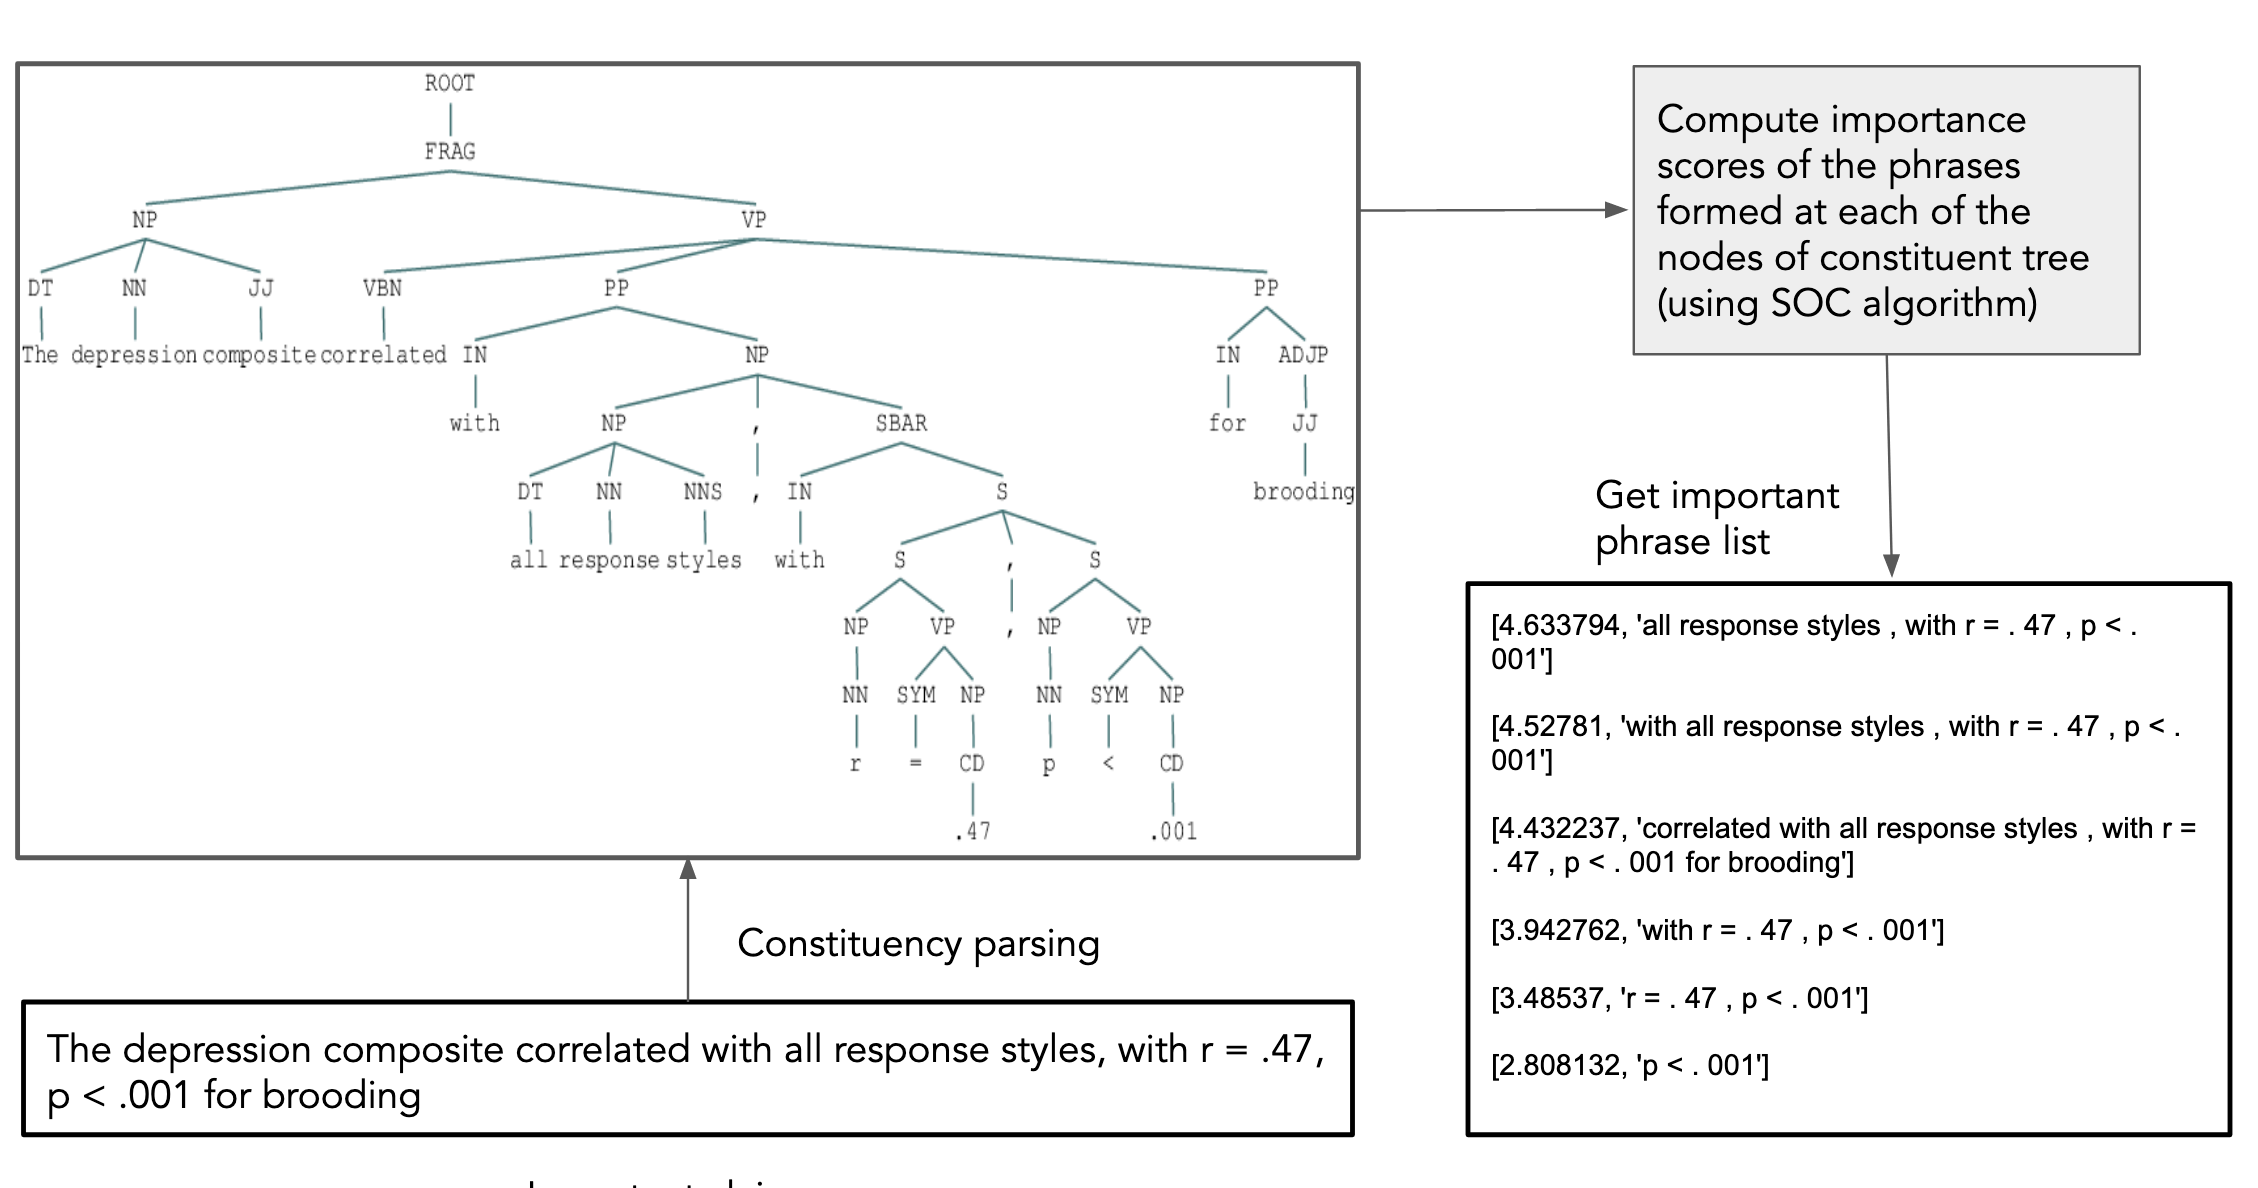 ROOT
FRAG
NP VP
DT NN JJ VBN PP PP
The depression composite correlated IN NP IN ADJP
with NP , SBAR for JJ
DT NN NNS , IN S brooding
all response styles with S , S
NP VP , NP VP
NN SYM NP NN SYM NP
r = CD p < CD
.47 .001
Constituency parsing
The depression composite correlated with all response styles, with r = .47,
p < .001 for brooding
Compute importance
scores of the phrases
formed at each of the
nodes of constituent tree
(using SOC algorithm)
Get important
phrase list
[4.633794, 'all response styles , with r = . 47 , p < .
001']
[4.52781, 'with all response styles , with r = . 47 , p < .
001']
[4.432237, 'correlated with all response styles , with r =
. 47 , p < . 001 for brooding']
[3.942762, 'with r = . 47 , p < . 001']
[3.48537, 'r = . 47 , p < . 001']
[2.808132, 'p < . 001']